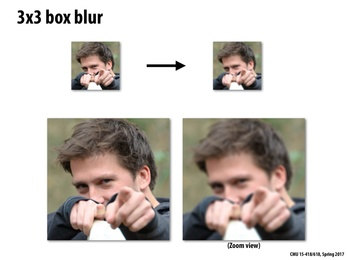 3x3 box blur
(Zoom view)
CMU 15-418/618, Spring 2017